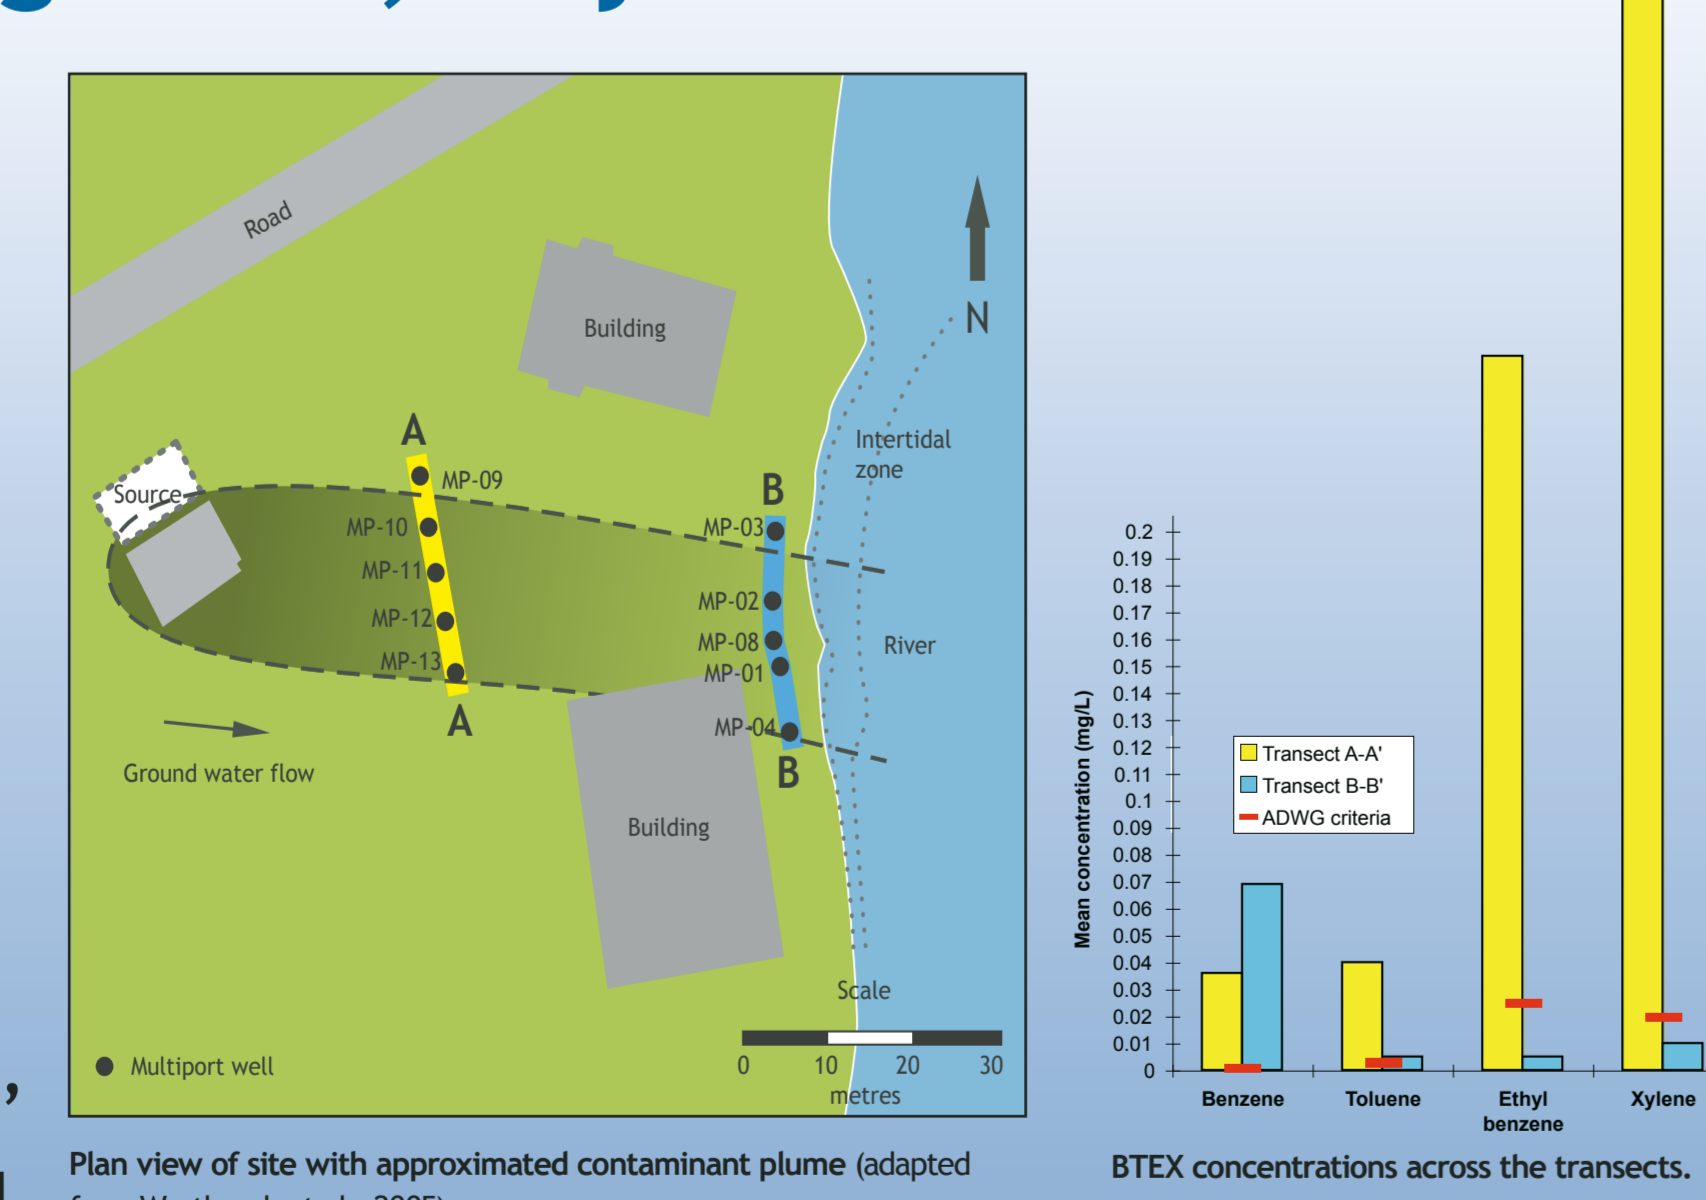 Road
Building
N
Intertidal
zone
A
MP-09
Source
MP-10
MP-11
MP-12
MP-13
A
B
MP-03
MP-02
MP-08
MP-01
MP-04
B
River
Ground water flow
Building
Scale
0 10 20 30
metres
Multiport well
Plan view of site with approximated contaminant plume (adapted
0.2
0.19
0.18
0.17
0.16
0.15
0.14
0.13
0.12
0.11
0.1
0.09
0.08
0.07
0.06
0.05
0.04
0.03
0.02
0.01
0
Mean concentration (mg/L)
Transect A-A'
Transect B-B'
ADWG criteria
Benzene Toluene Ethyl benzene Xylene
BTEX concentrations across the transects.